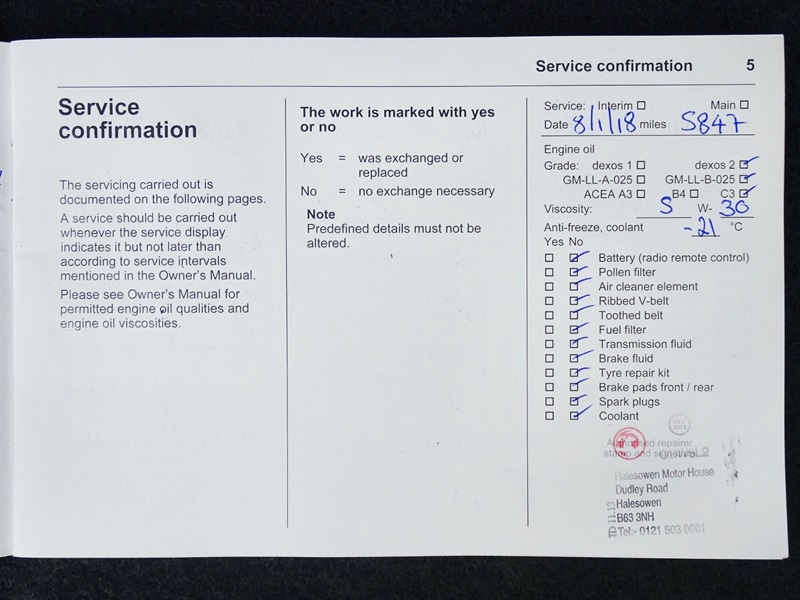 Service confirmation 5
Service
confirmation
The servicing carried out is
documented on the following pages.
A service should be carried out
whenever the service display
indicates it but not later than
according to service intervals
mentioned in the Owner's Manual.
Please see Owner's Manual for
permitted engine oil qualities and
engine oil viscosities.
The work is marked with yes
or no
Yes = was exchanged or
replaced
No = no exchange necessary
Note
Predefined details must not be
altered.
Service: Interim ☐ Main ☐
Date 8/1/18 miles 5847
Engine oil
Grade: dexos 1 ☐ dexos 2 ☑
GM-LL-A-025 ☐ GM-LL-B-025 ☑
ACEA A3 ☐ B4 ☐ C3 ☑
Viscosity: 5 W- 30
Anti-freeze, coolant -21 °C
Yes No
☐ ☑ Battery (radio remote control)
☐ ☑ Pollen filter
☐ ☑ Air cleaner element
☐ ☑ Ribbed V-belt
☐ ☑ Toothed belt
☐ ☑ Fuel filter
☐ ☑ Transmission fluid
☐ ☑ Brake fluid
☐ ☑ Tyre repair kit
☐ ☑ Brake pads front / rear
☐ ☑ Spark plugs
☐ ☑ Coolant
Authorised repairer
stamp and signature
Halesowen Motor House
Dudley Road
Halesowen
B63 3NH
Tel:- 0121 503 0001